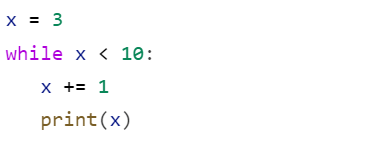 x = 3
while x < 10:
    x += 1
    print(x)